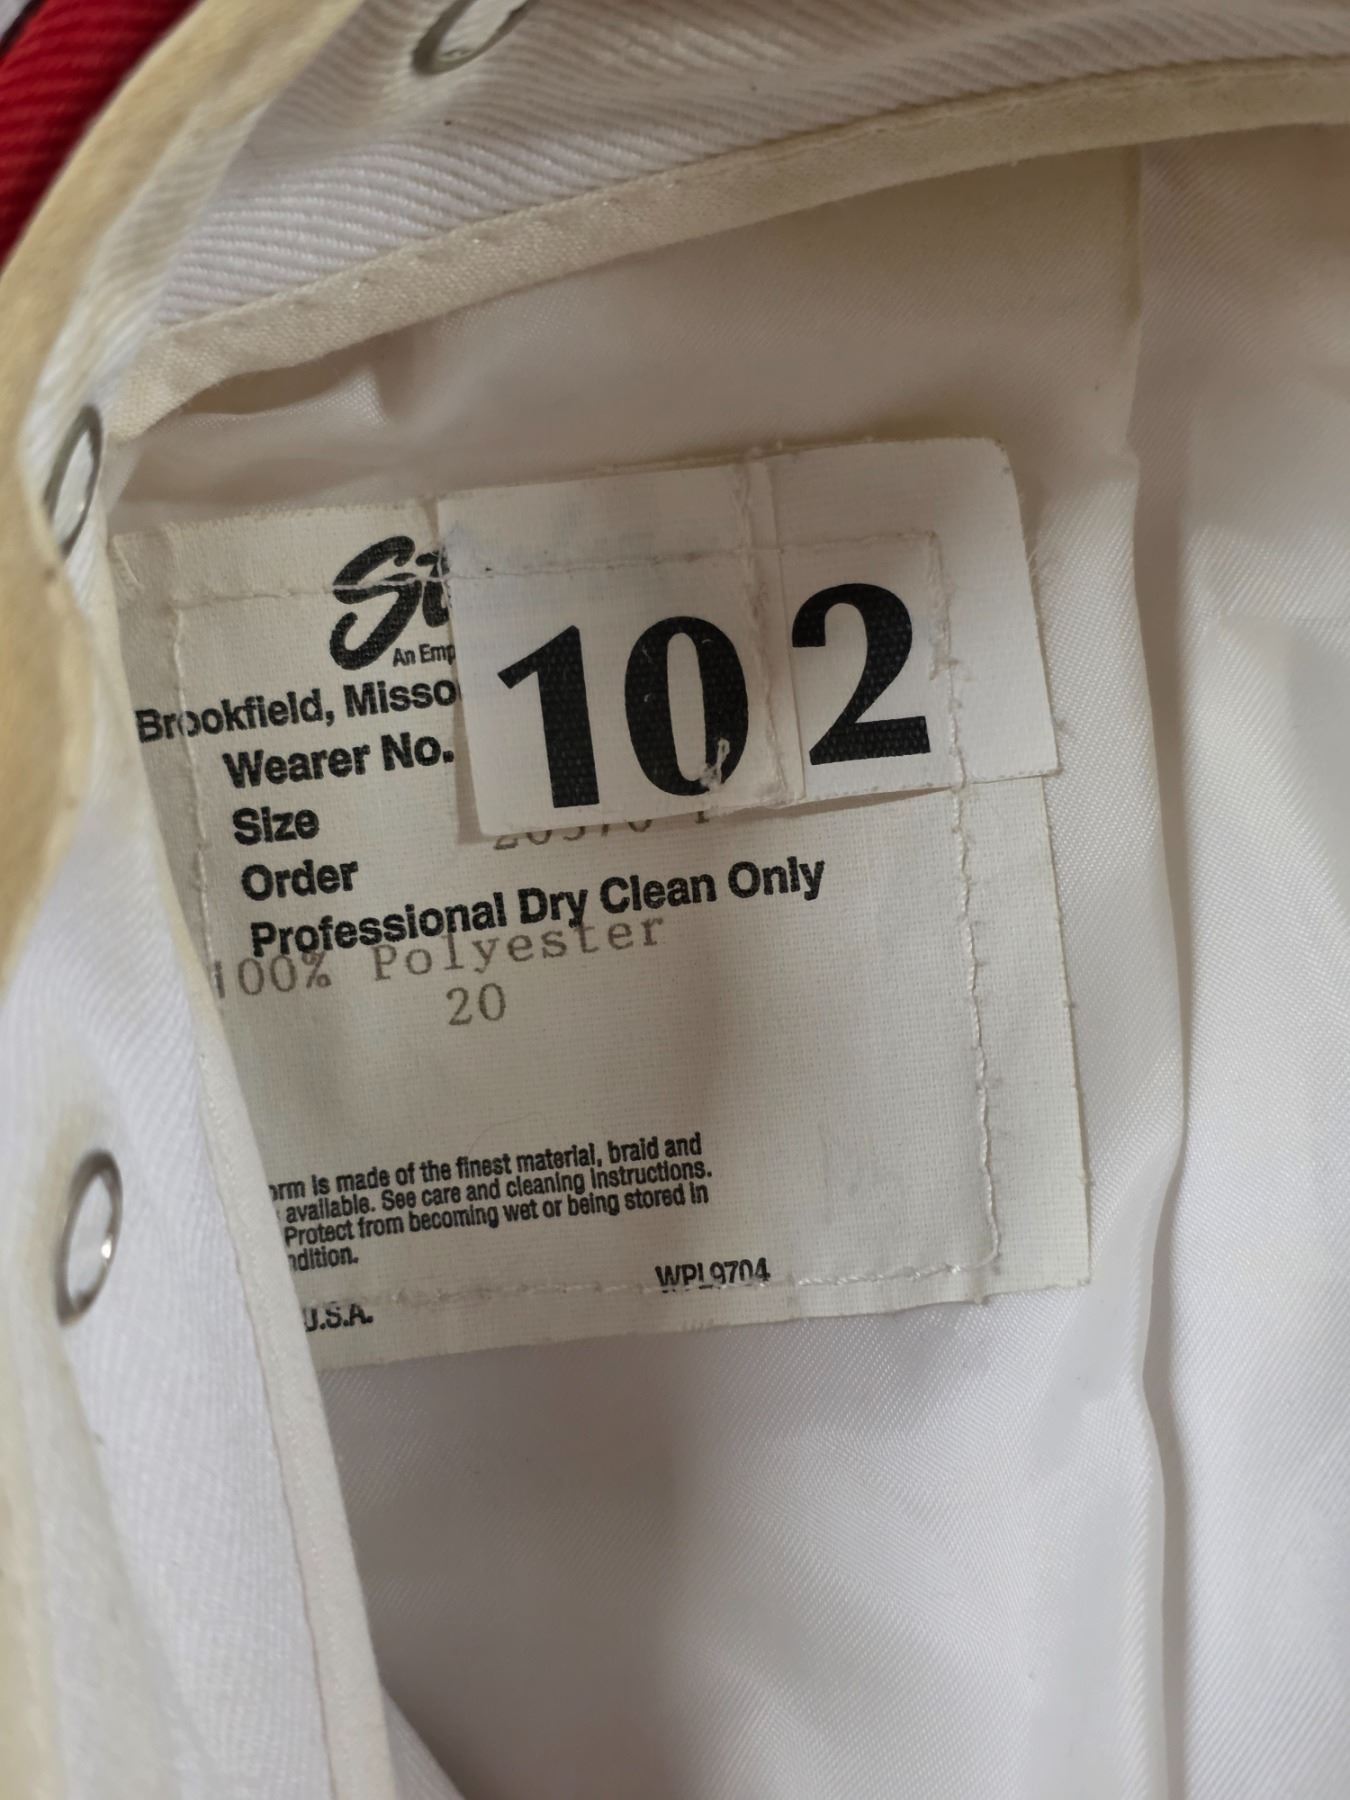 St
An Emp
Brookfield, Misso
102
Wearer No.
Size
Order
Professional Dry Clean Only
100% Polyester
20
orm is made of the finest material, braid and
available. See care and cleaning instructions.
Protect from becoming wet or being stored in
ndition.
WPL9704
U.S.A.